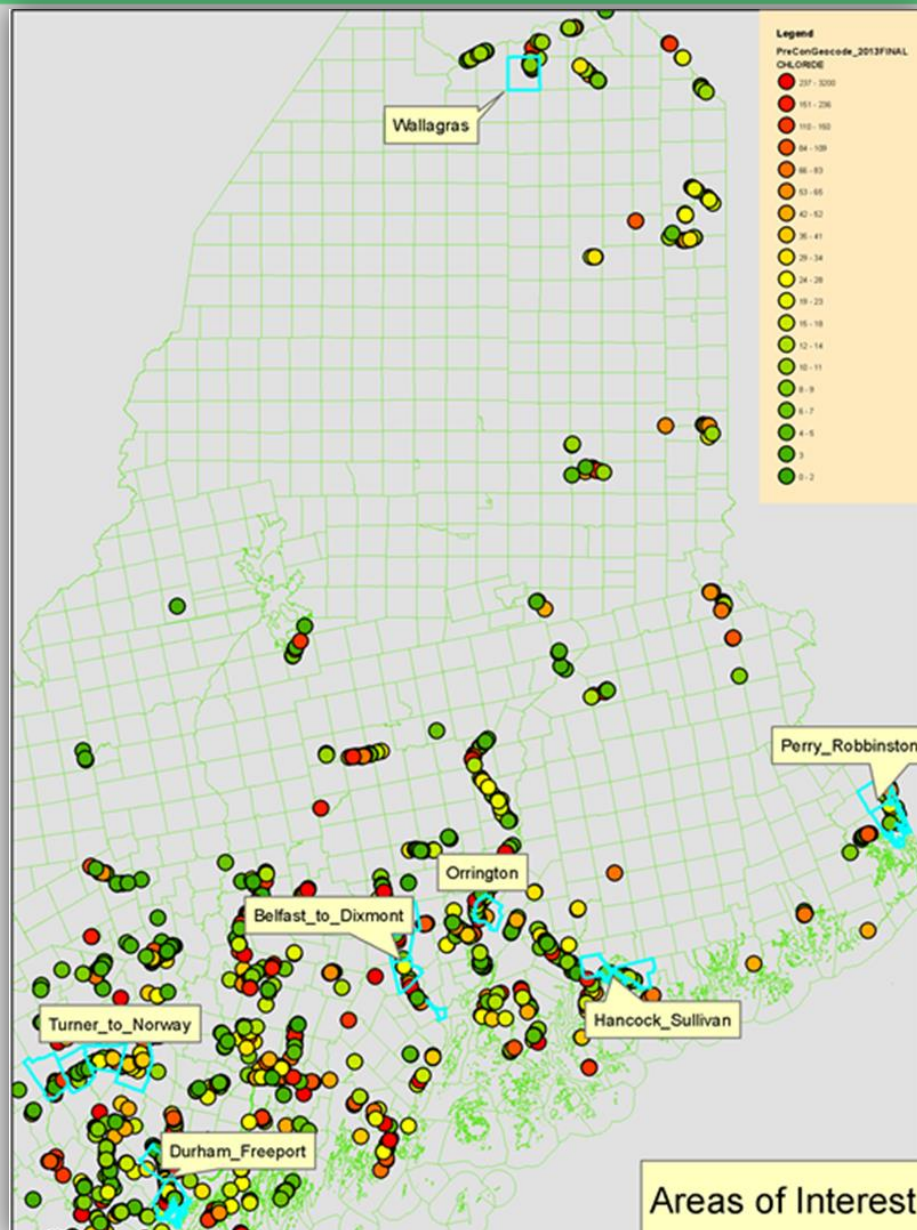 Legend
PreConGeocode_2013FINAL
CHLORIDE
237 - 3200
151 - 236
110 - 150
84 - 109
66 - 83
53 - 65
42 - 52
35 - 41
29 - 34
24 - 28
19 - 23
15 - 18
12 - 14
10 - 11
8 - 9
6 - 7
4 - 5
3
0 - 2
Wallagras
Perry_Robbinston
Orrington
Belfast_to_Dixmont
Hancock_Sullivan
Turner_to_Norway
Durham_Freeport
Areas of Interest